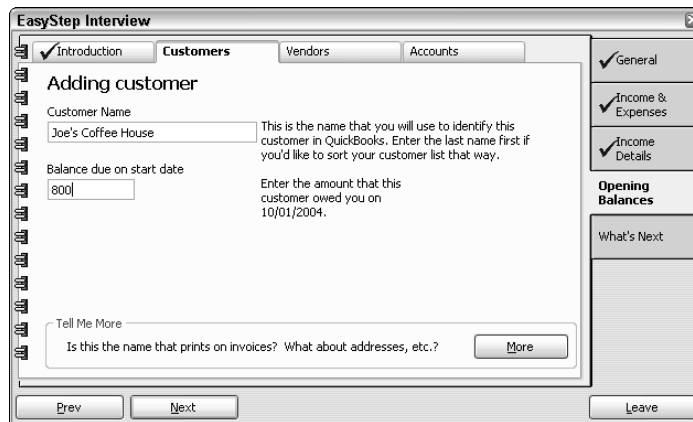 EasyStep Interview
Introduction
Customers
Vendors
Accounts
Adding customer
Customer Name
Joe's Coffee House
This is the name that you will use to identify this
customer in QuickBooks. Enter the last name first if
you'd like to sort your customer list that way.
Balance due on start date
800
Enter the amount that this
customer owed you on
10/01/2004.
Tell Me More
Is this the name that prints on invoices? What about addresses, etc.?
More
General
Income &
Expenses
Income
Details
Opening
Balances
What's Next
Prev
Next
Leave